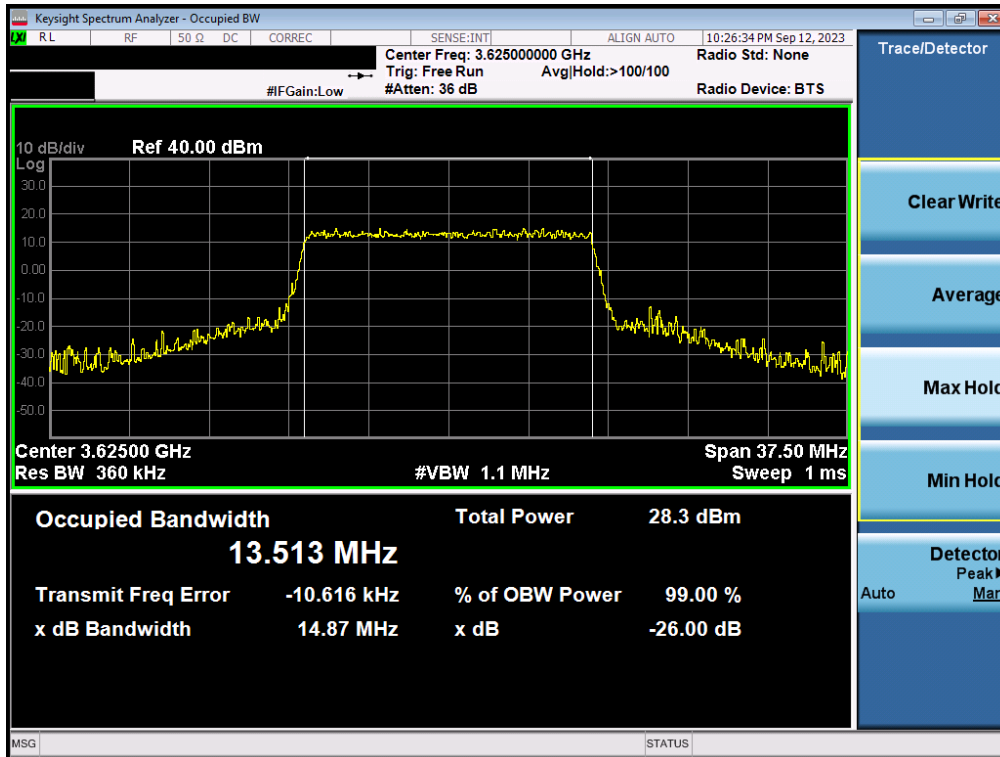 Keysight Spectrum Analyzer - Occupied BW
LXI RL RF 50 Ω DC CORREC SENSE:INT ALIGN AUTO 10:26:34 PM Sep 12, 2023
Center Freq: 3.625000000 GHz Radio Std: None
Trig: Free Run Avg|Hold:>100/100
#IFGain:Low #Atten: 36 dB Radio Device: BTS
Trace/Detector
10 dB/div Ref 40.00 dBm
Log
30.0
20.0
10.0
0.00
-10.0
-20.0
-30.0
-40.0
-50.0
Center 3.62500 GHz Span 37.50 MHz
Res BW 360 kHz #VBW 1.1 MHz Sweep 1 ms
Occupied Bandwidth Total Power 28.3 dBm
13.513 MHz
Transmit Freq Error -10.616 kHz % of OBW Power 99.00 %
x dB Bandwidth 14.87 MHz x dB -26.00 dB
Clear Write
Average
Max Hold
Min Hold
Detector
Peak
Auto Man
MSG STATUS